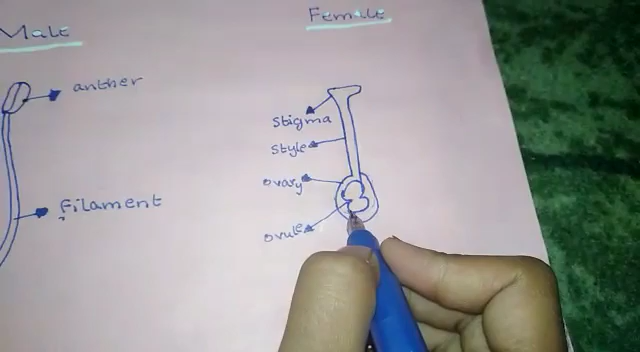 Male
Female
anther
stigma
style
ovary
Filament
ovule